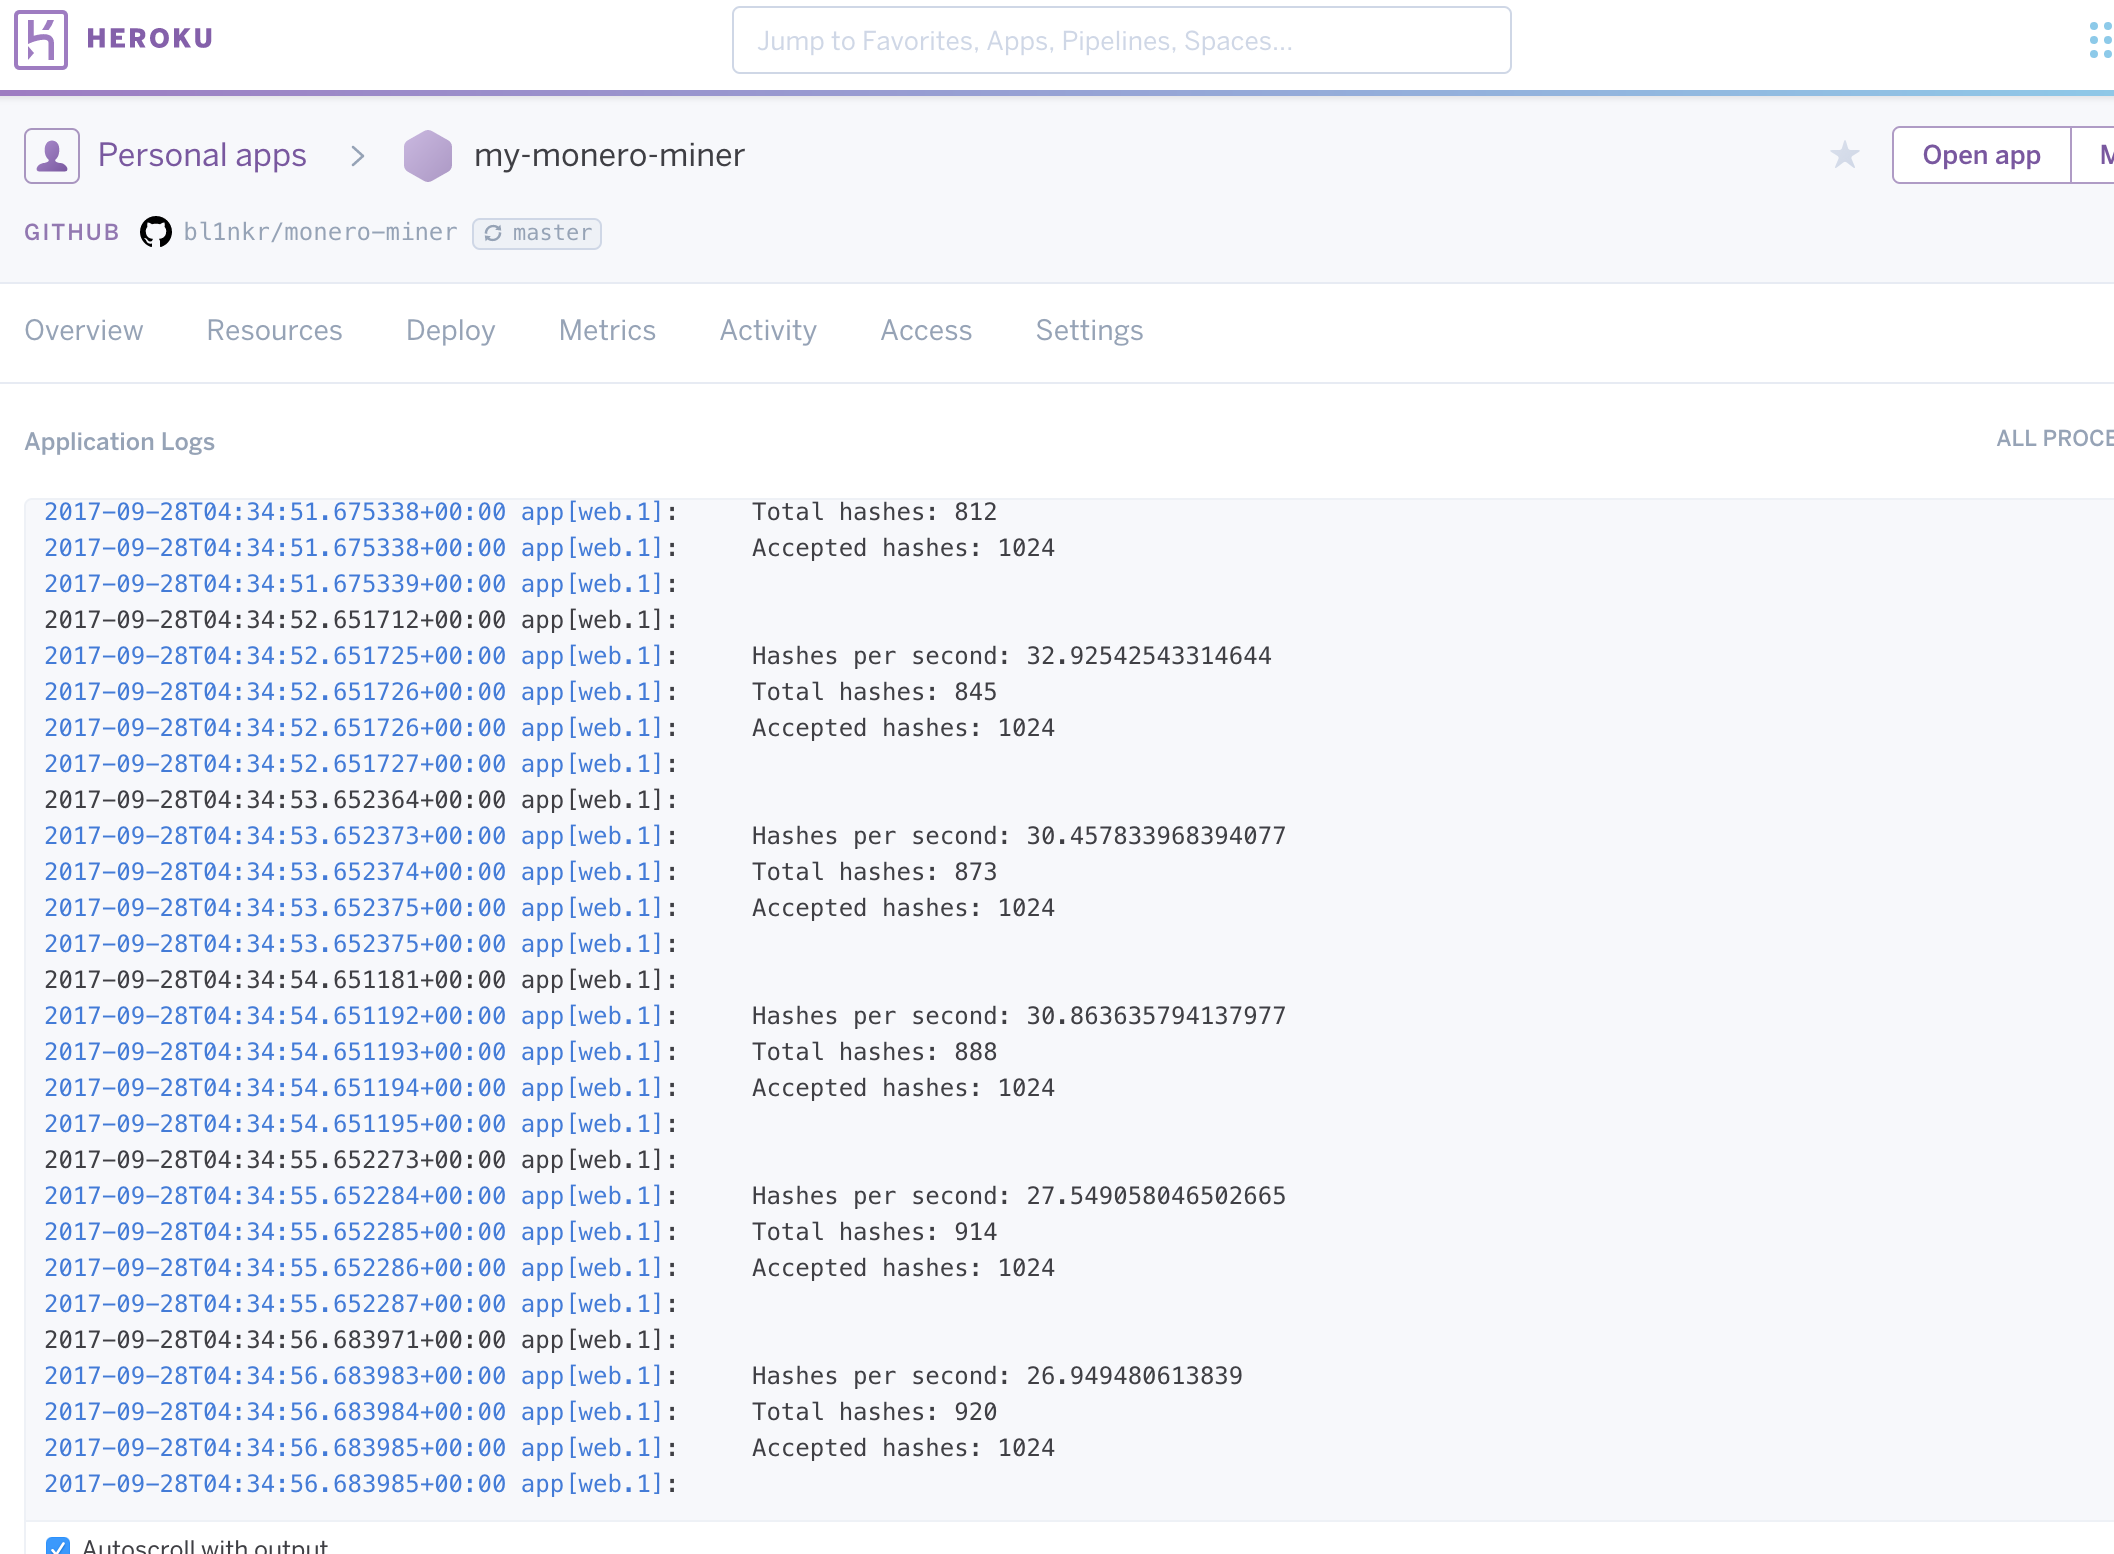 HEROKU
Jump to Favorites, Apps, Pipelines, Spaces...
Personal apps > my-monero-miner
Open app
GITHUB bl1nkr/monero-miner master
Overview Resources Deploy Metrics Activity Access Settings
Application Logs
ALL PROCE
2017-09-28T04:34:51.675338+00:00 app[web.1]: Total hashes: 812
2017-09-28T04:34:51.675338+00:00 app[web.1]: Accepted hashes: 1024
2017-09-28T04:34:51.675339+00:00 app[web.1]:
2017-09-28T04:34:52.651712+00:00 app[web.1]:
2017-09-28T04:34:52.651725+00:00 app[web.1]: Hashes per second: 32.92542543314644
2017-09-28T04:34:52.651726+00:00 app[web.1]: Total hashes: 845
2017-09-28T04:34:52.651726+00:00 app[web.1]: Accepted hashes: 1024
2017-09-28T04:34:52.651727+00:00 app[web.1]:
2017-09-28T04:34:53.652364+00:00 app[web.1]:
2017-09-28T04:34:53.652373+00:00 app[web.1]: Hashes per second: 30.457833968394077
2017-09-28T04:34:53.652374+00:00 app[web.1]: Total hashes: 873
2017-09-28T04:34:53.652375+00:00 app[web.1]: Accepted hashes: 1024
2017-09-28T04:34:53.652375+00:00 app[web.1]:
2017-09-28T04:34:54.651181+00:00 app[web.1]:
2017-09-28T04:34:54.651192+00:00 app[web.1]: Hashes per second: 30.863635794137977
2017-09-28T04:34:54.651193+00:00 app[web.1]: Total hashes: 888
2017-09-28T04:34:54.651194+00:00 app[web.1]: Accepted hashes: 1024
2017-09-28T04:34:54.651195+00:00 app[web.1]:
2017-09-28T04:34:55.652273+00:00 app[web.1]:
2017-09-28T04:34:55.652284+00:00 app[web.1]: Hashes per second: 27.549058046502665
2017-09-28T04:34:55.652285+00:00 app[web.1]: Total hashes: 914
2017-09-28T04:34:55.652286+00:00 app[web.1]: Accepted hashes: 1024
2017-09-28T04:34:55.652287+00:00 app[web.1]:
2017-09-28T04:34:56.683971+00:00 app[web.1]:
2017-09-28T04:34:56.683983+00:00 app[web.1]: Hashes per second: 26.949480613839
2017-09-28T04:34:56.683984+00:00 app[web.1]: Total hashes: 920
2017-09-28T04:34:56.683985+00:00 app[web.1]: Accepted hashes: 1024
2017-09-28T04:34:56.683985+00:00 app[web.1]:
Autoscroll with output